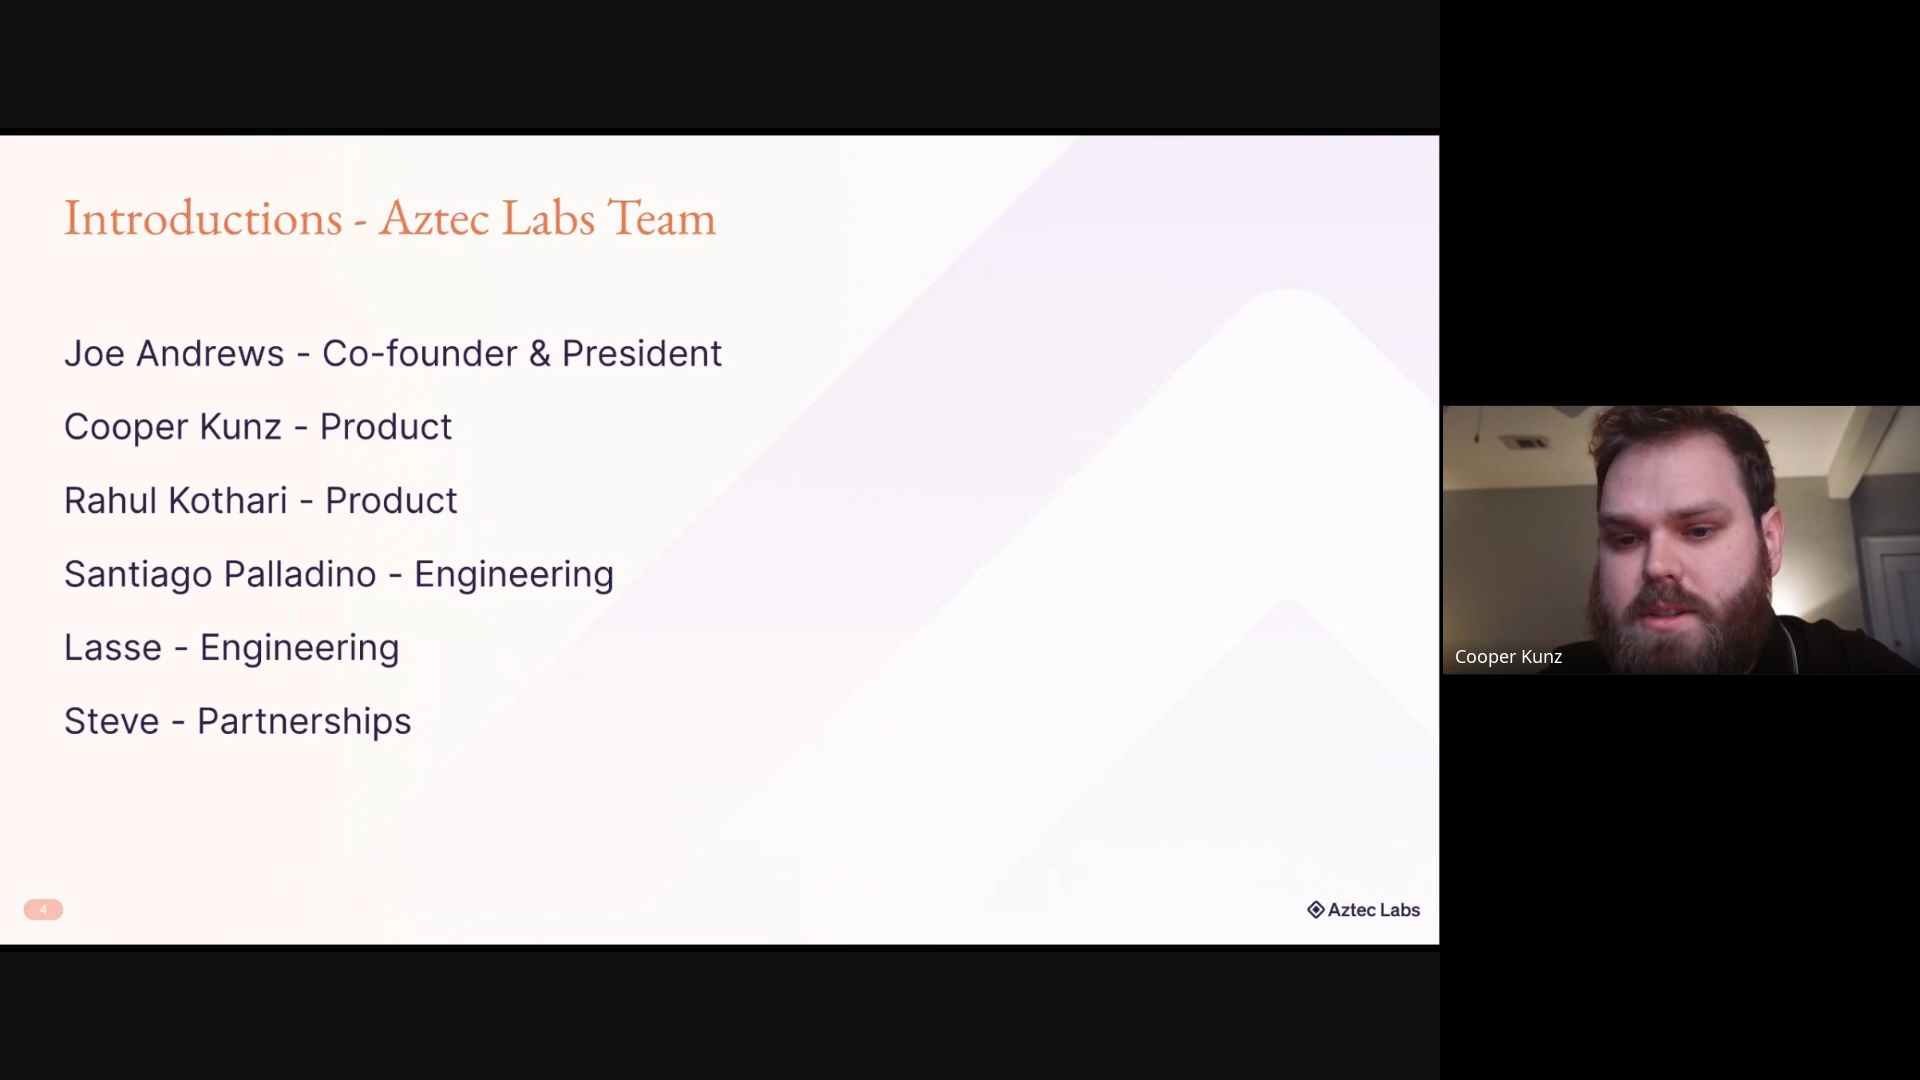 Introductions - Aztec Labs Team
Joe Andrews - Co-founder & President
Cooper Kunz - Product
Rahul Kothari - Product
Santiago Palladino - Engineering
Lasse - Engineering
Steve - Partnerships
4
Aztec Labs
Cooper Kunz